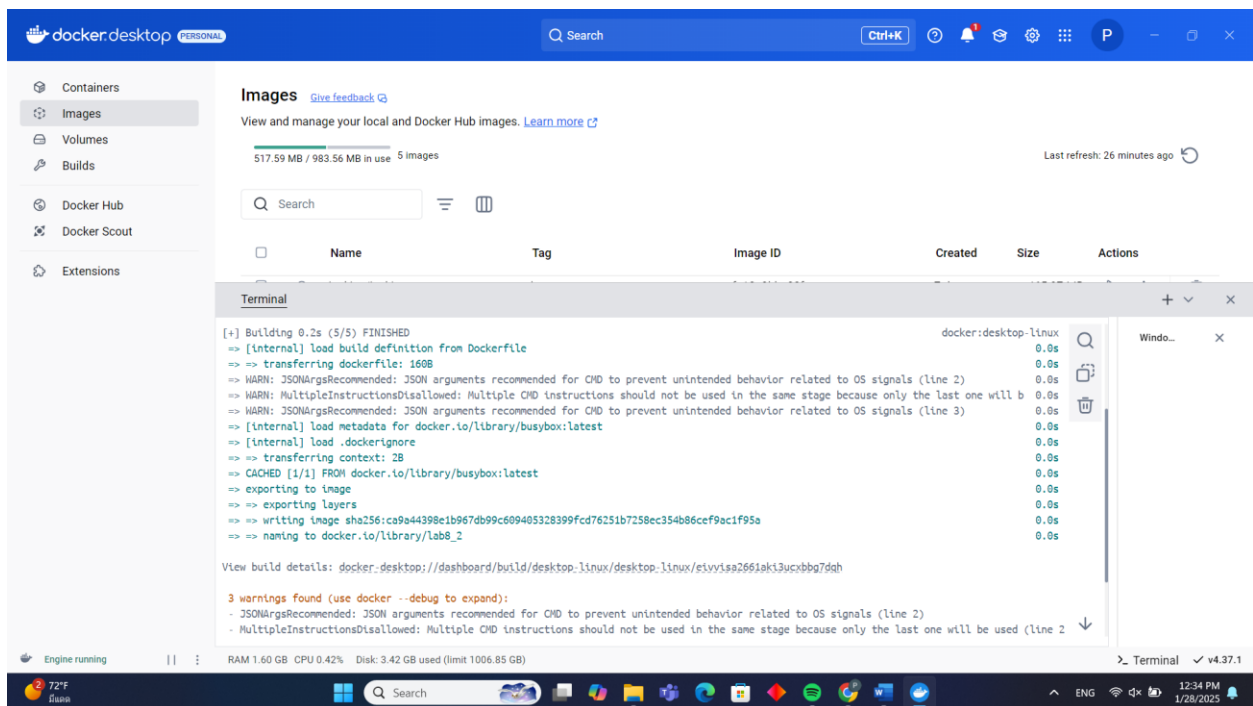 docker.desktop PERSONAL
Search
Ctrl+K
1
P
Containers
Images
Volumes
Builds
Docker Hub
Docker Scout
Extensions
Images Give feedback
View and manage your local and Docker Hub images. Learn more
517.59 MB / 983.56 MB in use 5 images
Last refresh: 26 minutes ago
Search
Name Tag Image ID Created Size Actions
Terminal
Windo...
[+] Building 0.2s (5/5) FINISHED docker:desktop-linux
=> [internal] load build definition from Dockerfile 0.0s
=> => transferring dockerfile: 160B 0.0s
=> WARN: JSONArgsRecommended: JSON arguments recommended for CMD to prevent unintended behavior related to OS signals (line 2) 0.0s
=> WARN: MultipleInstructionsDisallowed: Multiple CMD instructions should not be used in the same stage because only the last one will b 0.0s
=> WARN: JSONArgsRecommended: JSON arguments recommended for CMD to prevent unintended behavior related to OS signals (line 3) 0.0s
=> [internal] load metadata for docker.io/library/busybox:latest 0.0s
=> [internal] load .dockerignore 0.0s
=> => transferring context: 2B 0.0s
=> CACHED [1/1] FROM docker.io/library/busybox:latest 0.0s
=> exporting to image 0.0s
=> => exporting layers 0.0s
=> => writing image sha256:ca9a44398e1b967db99c609405328399fcd76251b7258ec354b86cef9ac1f95a 0.0s
=> => naming to docker.io/library/lab8_2 0.0s
View build details: docker-desktop://dashboard/build/desktop-linux/desktop-linux/eivvisa2661aki3ucxbbg7dqh
3 warnings found (use docker --debug to expand):
- JSONArgsRecommended: JSON arguments recommended for CMD to prevent unintended behavior related to OS signals (line 2)
- MultipleInstructionsDisallowed: Multiple CMD instructions should not be used in the same stage because only the last one will be used (line 2
Engine running
RAM 1.60 GB CPU 0.42% Disk: 3.42 GB used (limit 1006.85 GB)
Terminal
v4.37.1
2
72°F
มีแดด
Search
ENG
12:34 PM
1/28/2025